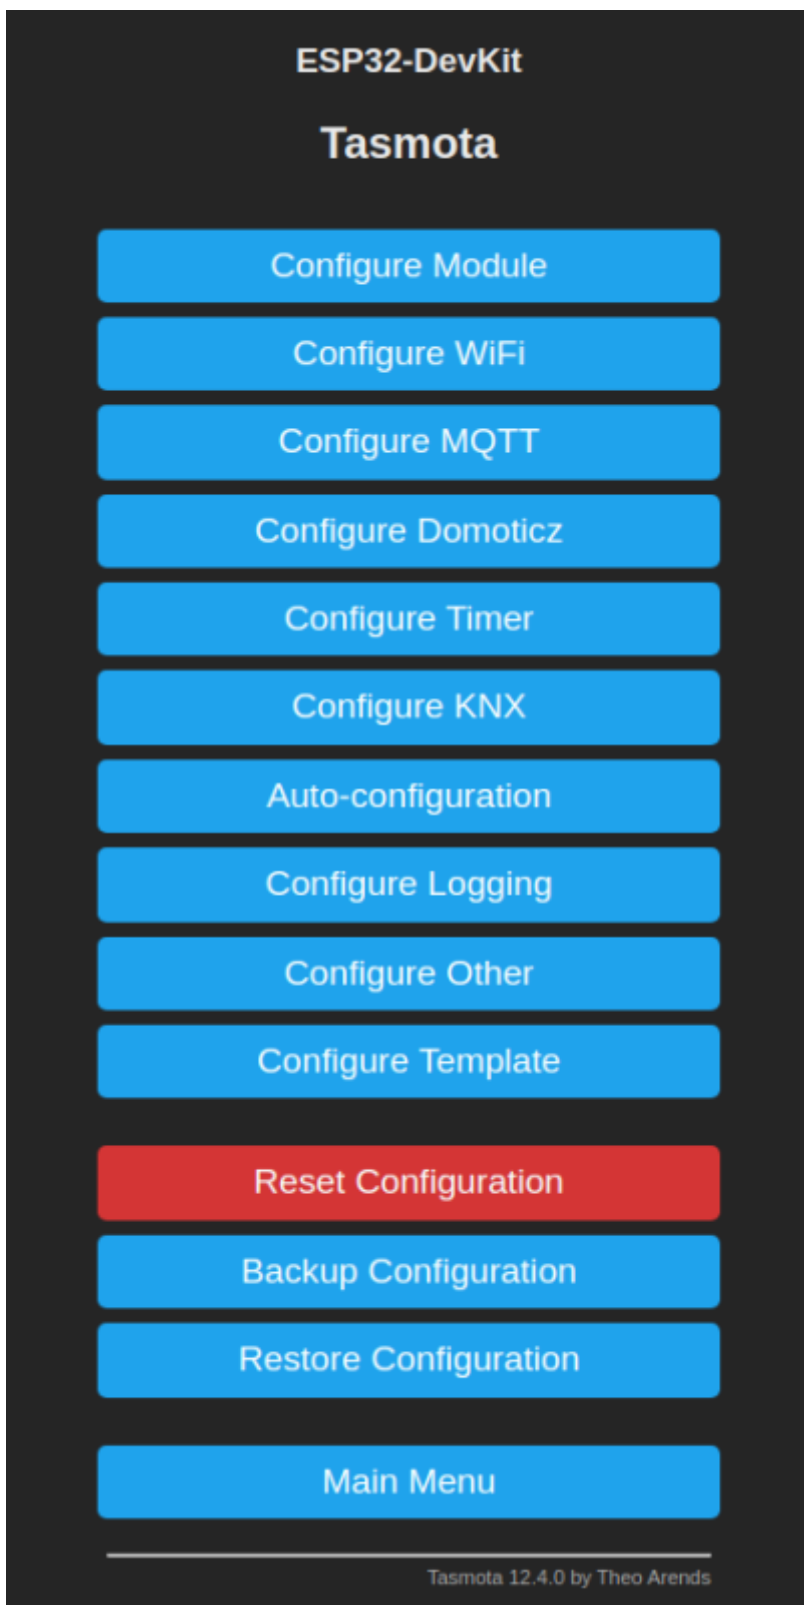 ESP32-DevKit
Tasmota
Configure Module
Configure WiFi
Configure MQTT
Configure Domoticz
Configure Timer
Configure KNX
Auto-configuration
Configure Logging
Configure Other
Configure Template
Reset Configuration
Backup Configuration
Restore Configuration
Main Menu
Tasmota 12.4.0 by Theo Arends